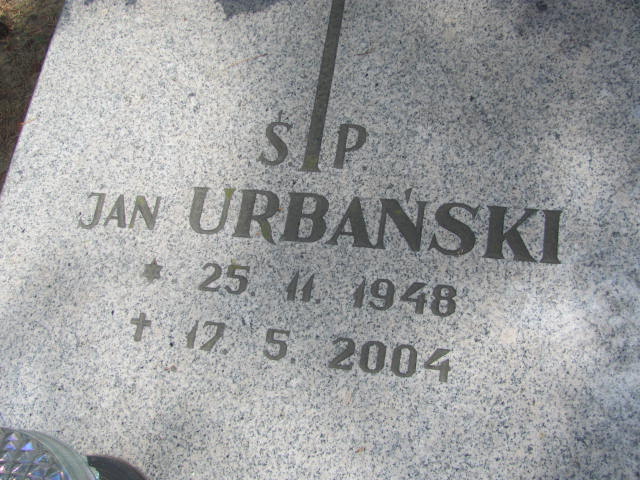 Ś P
JAN URBAŃSKI
* 25. 11. 1948
✝ 17. 5. 2004